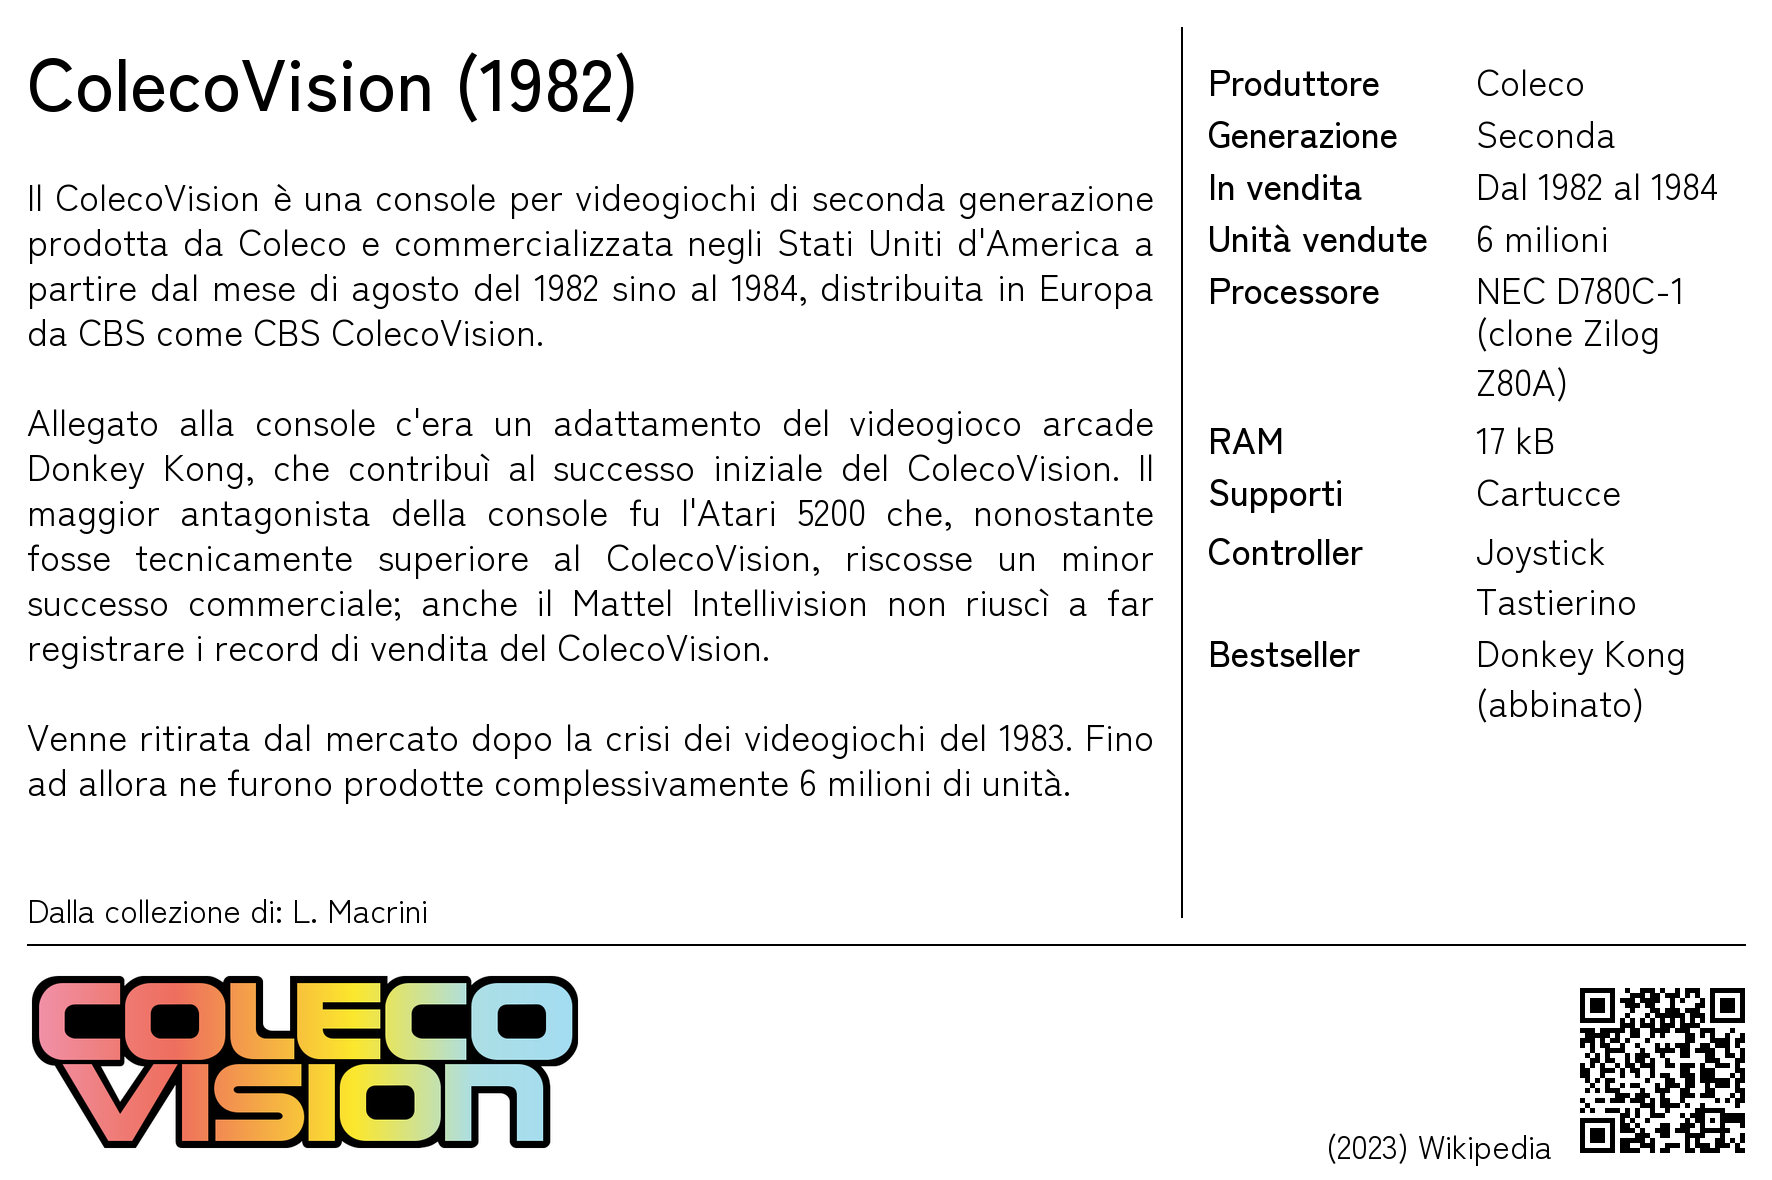 ColecoVision (1982)
Il ColecoVision è una console per videogiochi di seconda generazione
prodotta da Coleco e commercializzata negli Stati Uniti d'America a
partire dal mese di agosto del 1982 sino al 1984, distribuita in Europa
da CBS come CBS ColecoVision.
Allegato alla console c'era un adattamento del videogioco arcade
Donkey Kong, che contribuì al successo iniziale del ColecoVision. Il
maggior antagonista della console fu l'Atari 5200 che, nonostante
fosse tecnicamente superiore al ColecoVision, riscosse un minor
successo commerciale; anche il Mattel Intellivision non riuscì a far
registrare i record di vendita del ColecoVision.
Venne ritirata dal mercato dopo la crisi dei videogiochi del 1983. Fino
ad allora ne furono prodotte complessivamente 6 milioni di unità.
Dalla collezione di: L. Macrini
Produttore Coleco
Generazione Seconda
In vendita Dal 1982 al 1984
Unità vendute 6 milioni
Processore NEC D780C-1
(clone Zilog
Z80A)
RAM 17 kB
Supporti Cartucce
Controller Joystick
Tastierino
Bestseller Donkey Kong
(abbinato)
COLECO
VISION
(2023) Wikipedia